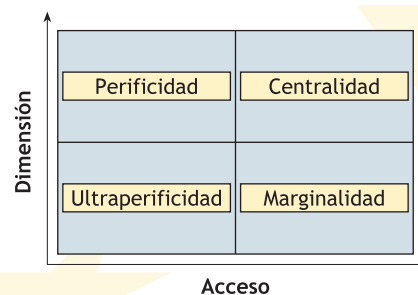 Dimensión
Perificidad
Centralidad
Ultraperificidad
Marginalidad
Acceso